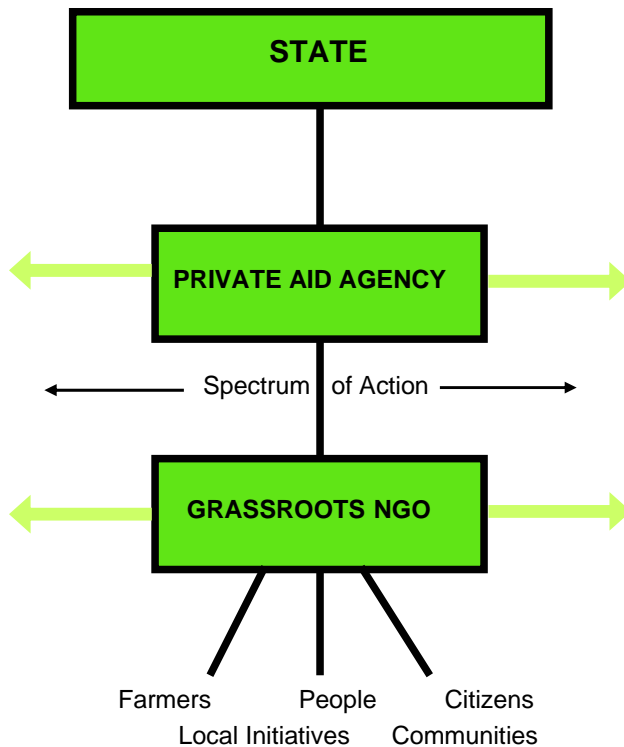 STATE
PRIVATE AID AGENCY
Spectrum of Action
GRASSROOTS NGO
Farmers People Citizens
Local Initiatives Communities